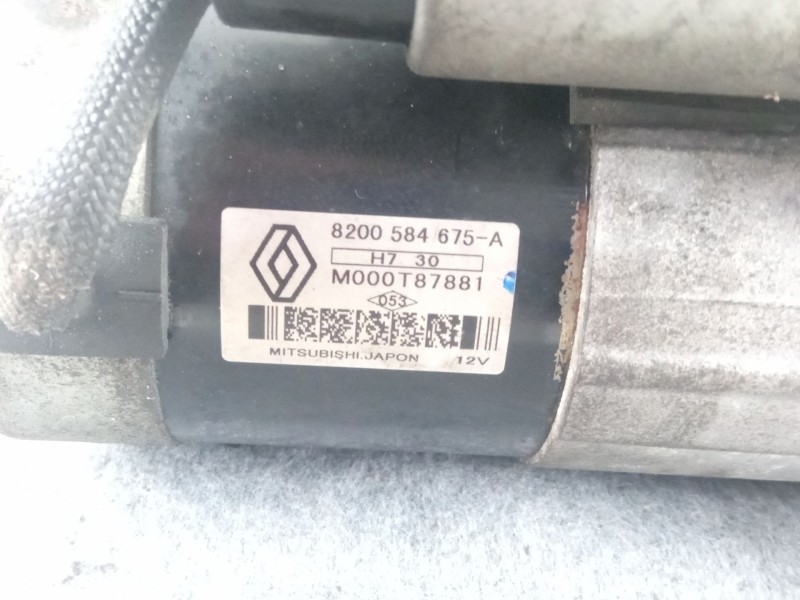 8200 584 675-A
H7 30
M000T87881
053
MITSUBISHI.JAPON 12V